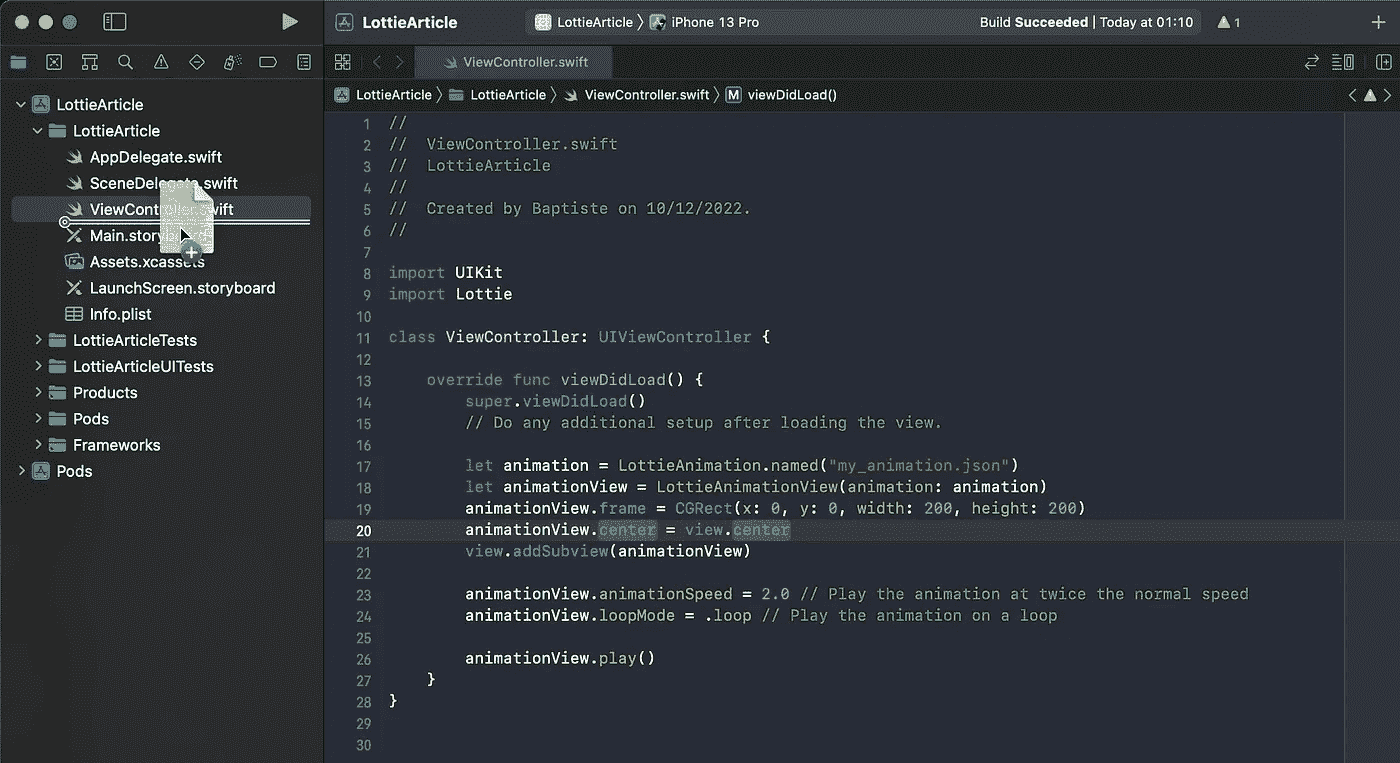 LottieArticle
LottieArticle 〉 iPhone 13 Pro
Build Succeeded | Today at 01:10
1
ViewController.swift
LottieArticle 〉 LottieArticle 〉 ViewController.swift 〉 M viewDidLoad()
LottieArticle
LottieArticle
AppDelegate.swift
SceneDelegate.swift
ViewController.swift
Main.storyboard
Assets.xcassets
LaunchScreen.storyboard
Info.plist
LottieArticleTests
LottieArticleUITests
Products
Pods
Frameworks
Pods
1 //
2 //  ViewController.swift
3 //  LottieArticle
4 //
5 //  Created by Baptiste on 10/12/2022.
6 //
7
8 import UIKit
9 import Lottie
10
11 class ViewController: UIViewController {
12
13     override func viewDidLoad() {
14         super.viewDidLoad()
15         // Do any additional setup after loading the view.
16
17         let animation = LottieAnimation.named("my_animation.json")
18         let animationView = LottieAnimationView(animation: animation)
19         animationView.frame = CGRect(x: 0, y: 0, width: 200, height: 200)
20         animationView.center = view.center
21         view.addSubview(animationView)
22
23         animationView.animationSpeed = 2.0 // Play the animation at twice the normal speed
24         animationView.loopMode = .loop // Play the animation on a loop
25
26         animationView.play()
27     }
28 }
29
30